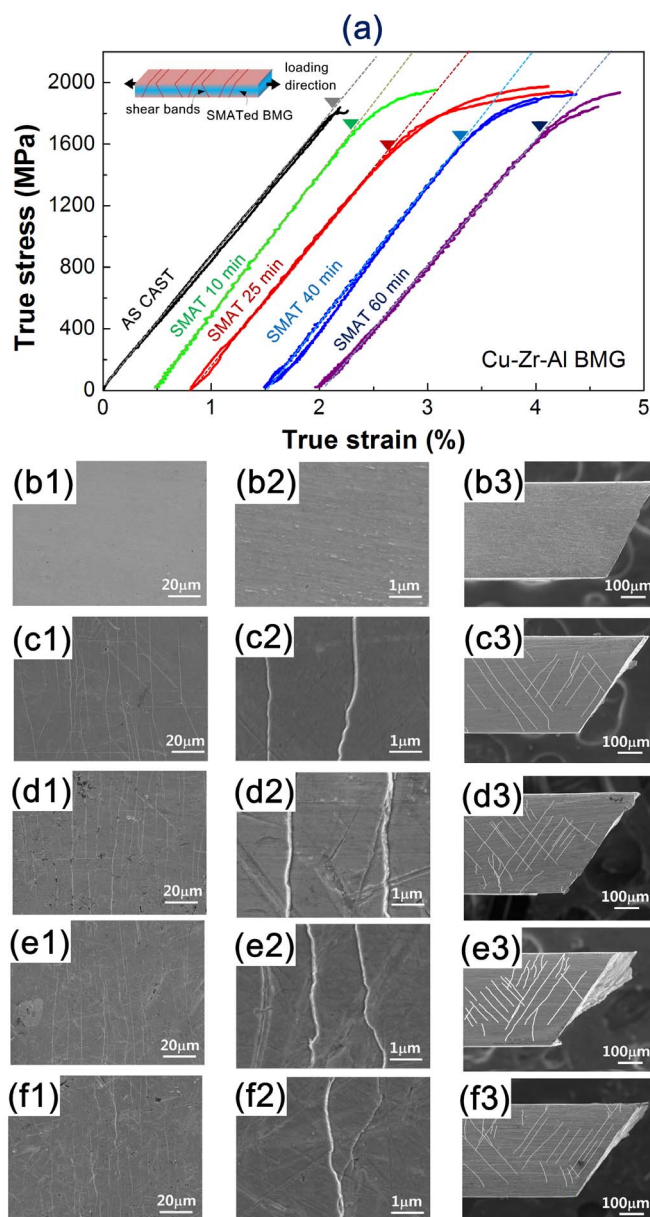 (a)
True stress (MPa)
2000
1600
1200
800
400
0
loading
direction
shear bands
SMATed BMG
AS CAST
SMAT 10 min
SMAT 25 min
SMAT 40 min
SMAT 60 min
Cu-Zr-Al BMG
0 1 2 3 4 5
True strain (%)
(b1) (b2) (b3)
20μm 1μm 100μm
(c1) (c2) (c3)
20μm 1μm 100μm
(d1) (d2) (d3)
20μm 1μm 100μm
(e1) (e2) (e3)
20μm 1μm 100μm
(f1) (f2) (f3)
20μm 1μm 100μm